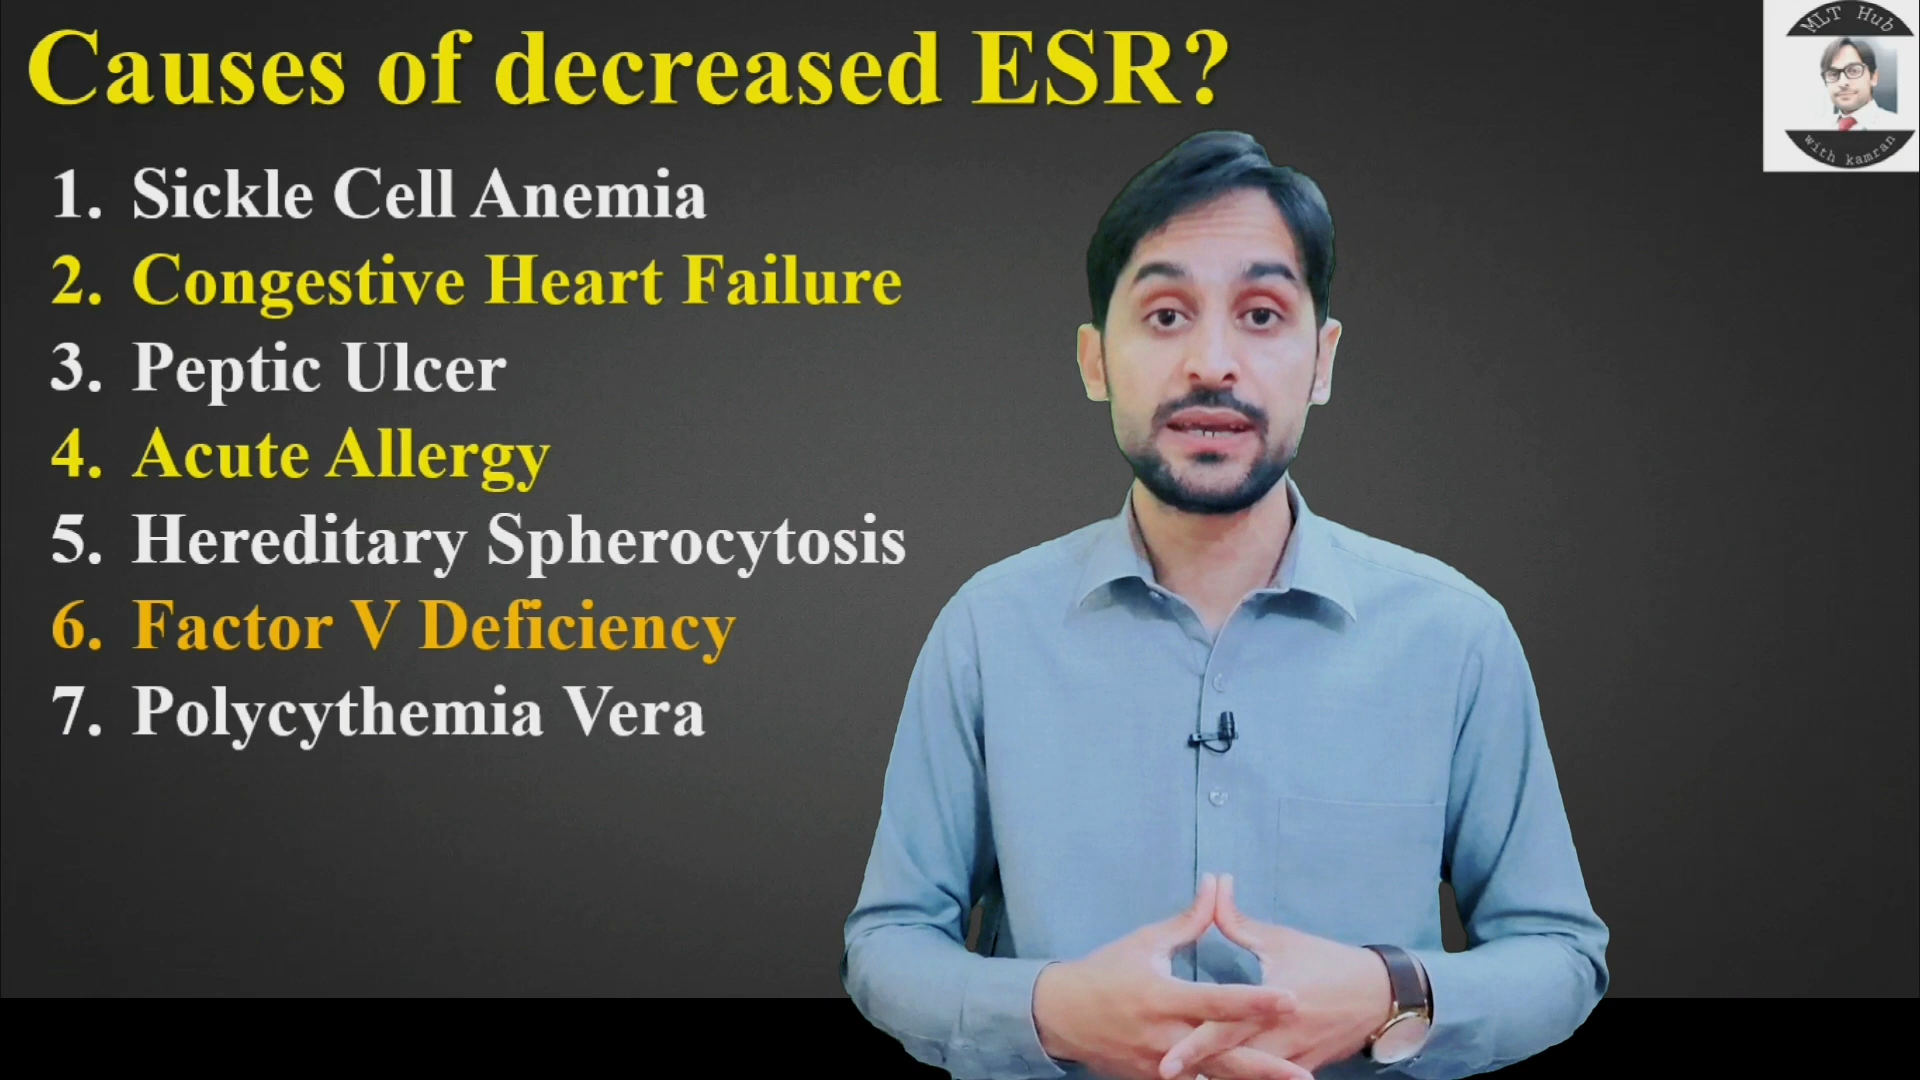 Causes of decreased ESR?
MLT Hub
with kamran
1. Sickle Cell Anemia
2. Congestive Heart Failure
3. Peptic Ulcer
4. Acute Allergy
5. Hereditary Spherocytosis
6. Factor V Deficiency
7. Polycythemia Vera